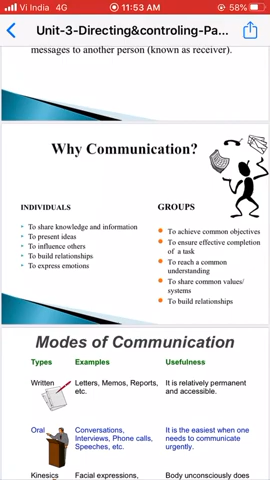 Vi India 4G 11:53 AM 58%
Unit-3-Directing&controling-Pa...
messages to another person (known as receiver).
Why Communication?
INDIVIDUALS
To share knowledge and information
To present ideas
To influence others
To build relationships
To express emotions
GROUPS
To achieve common objectives
To ensure effective completion
of a task
To reach a common
understanding
To share common values/
systems
To build relationships
Modes of Communication
Types Examples Usefulness
Written Letters, Memos, Reports, It is relatively permanent
etc. and accessible.
Oral Conversations, It is the easiest when one
Interviews, Phone calls, needs to communicate
Speeches, etc. urgently.
Kinesics Facial expressions, Body unconsciously does